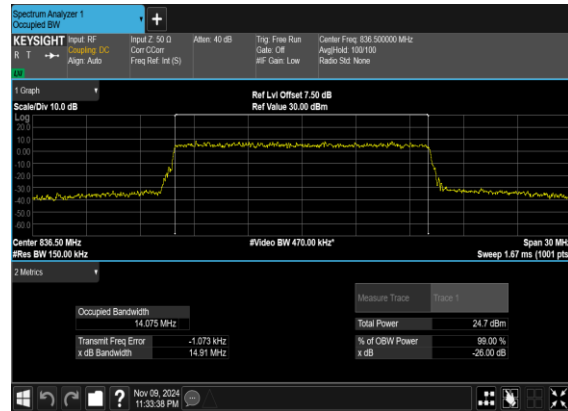 Spectrum Analyzer 1
Occupied BW
+
KEYSIGHT Input: RF Input Z: 50 Ω Atten: 40 dB Trig: Free Run Center Freq: 836.500000 MHz
R T Coupling: DC Corr CCorr Gate: Off Avg|Hold: 100/100
Align: Auto Freq Ref: Int (S) #IF Gain: Low Radio Std: None
1 Graph
Ref Lvl Offset 7.50 dB
Scale/Div 10.0 dB Ref Value 30.00 dBm
Log
20.0
10.0
0.00
-10.0
-20.0
-30.0
-40.0
-50.0
-60.0
Center 836.50 MHz #Video BW 470.00 kHz* Span 30 MHz
#Res BW 150.00 kHz Sweep 1.67 ms (1001 pts
2 Metrics
Measure Trace Trace 1
Occupied Bandwidth
14.075 MHz
Total Power 24.7 dBm
Transmit Freq Error -1.073 kHz % of OBW Power 99.00 %
x dB Bandwidth 14.91 MHz x dB -26.00 dB
? Nov 09, 2024
11:33:38 PM